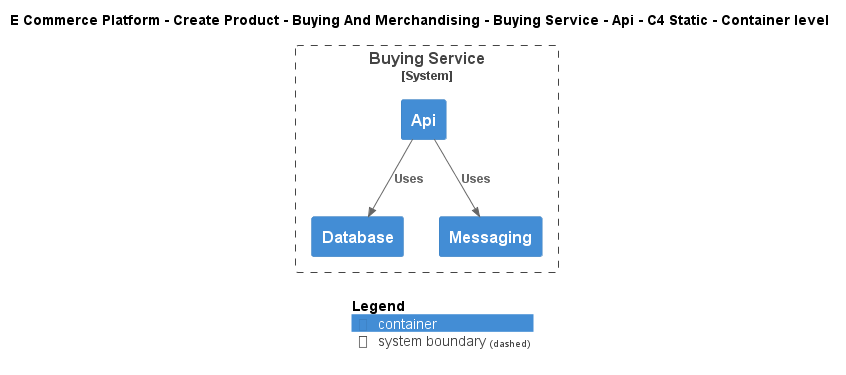 E Commerce Platform - Create Product - Buying And Merchandising - Buying Service - Api - C4 Static - Container level
Buying Service
[System]
Api
Uses Uses
Database Messaging
Legend
container
system boundary (dashed)